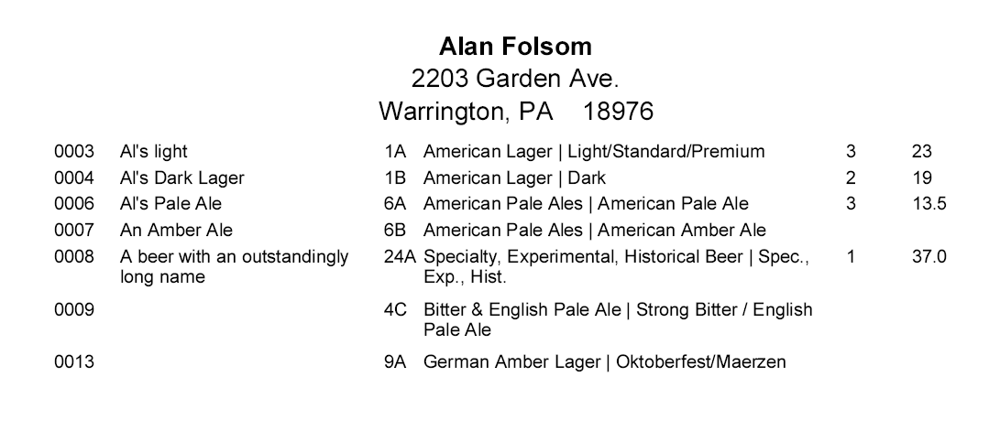 Alan Folsom
2203 Garden Ave.
Warrington, PA 18976
0003 Al's light 1A American Lager | Light/Standard/Premium 3 23
0004 Al's Dark Lager 1B American Lager | Dark 2 19
0006 Al's Pale Ale 6A American Pale Ales | American Pale Ale 3 13.5
0007 An Amber Ale 6B American Pale Ales | American Amber Ale
0008 A beer with an outstandingly 24A Specialty, Experimental, Historical Beer | Spec., 1 37.0
long name Exp., Hist.
0009 4C Bitter & English Pale Ale | Strong Bitter / English
Pale Ale
0013 9A German Amber Lager | Oktoberfest/Maerzen